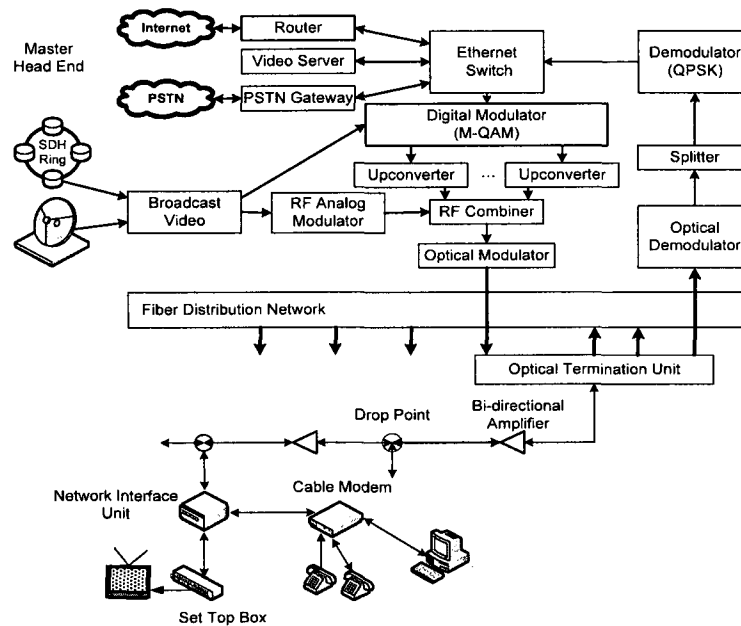 Master
Head End
Internet
Router
Video Server
PSTN
PSTN Gateway
Ethernet
Switch
Demodulator
(QPSK)
Digital Modulator
(M-QAM)
Splitter
SDH
Ring
Upconverter
...
Upconverter
Broadcast
Video
RF Analog
Modulator
RF Combiner
Optical
Demodulator
Optical Modulator
Fiber Distribution Network
Optical Termination Unit
Drop Point
Bi-directional
Amplifier
Network Interface
Unit
Cable Modem
Set Top Box